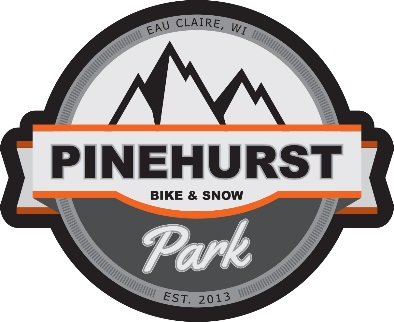 EAU CLAIRE, WI
PINEHURST
BIKE & SNOW
Park
EST. 2013